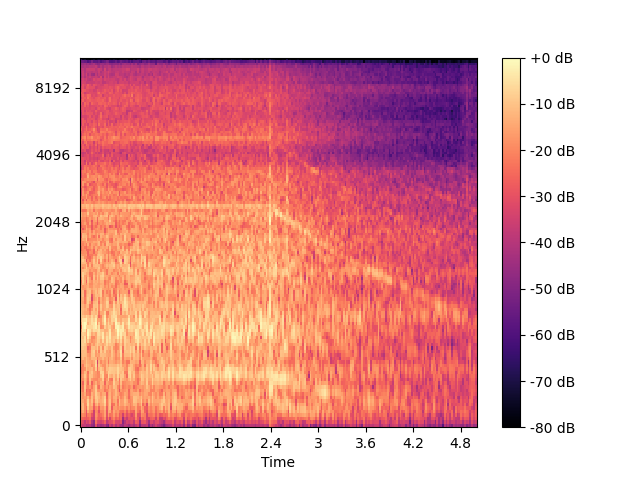 8192
4096
2048
1024
512
0
Hz
0 0.6 1.2 1.8 2.4 3 3.6 4.2 4.8
Time
+0 dB
-10 dB
-20 dB
-30 dB
-40 dB
-50 dB
-60 dB
-70 dB
-80 dB